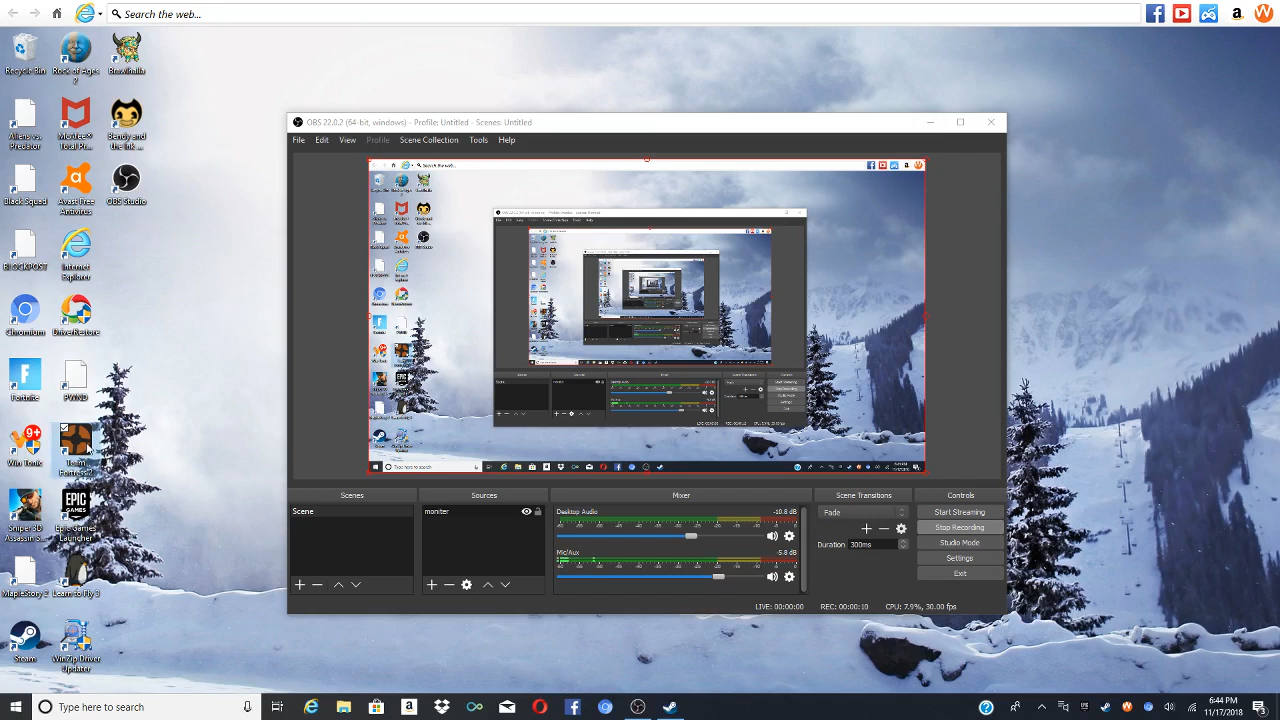 Search the web...
Recycle Bin
Rock of Ages 2
Brawlhalla
Aliens vs. Predator
McAfee® Total Pr...
Bendy and the Ink ...
Black Squad
Avast Free Antivirus
OBS Studio
BLOCKPOST
Internet Explorer
Chromium
DriverRestore
Fortnite
PWND
Win Tonic
Team Fortress 2
Sniper 3D Assassin S...
Epic Games Launcher
MapleStory 2
Learn to Fly 3
Steam
WinZip Driver Updater
OBS 22.0.2 (64-bit, windows) - Profile: Untitled - Scenes: Untitled
File Edit View Profile Scene Collection Tools Help
Scenes Sources Mixer Scene Transitions Controls
Scene
moniter
Desktop Audio -10.8 dB
Mic/Aux -5.8 dB
Fade
Duration 300ms
Start Streaming
Stop Recording
Studio Mode
Settings
Exit
LIVE: 00:00:00 REC: 00:00:10 CPU: 7.9%, 30.00 fps
Type here to search
6:44 PM
11/17/2018